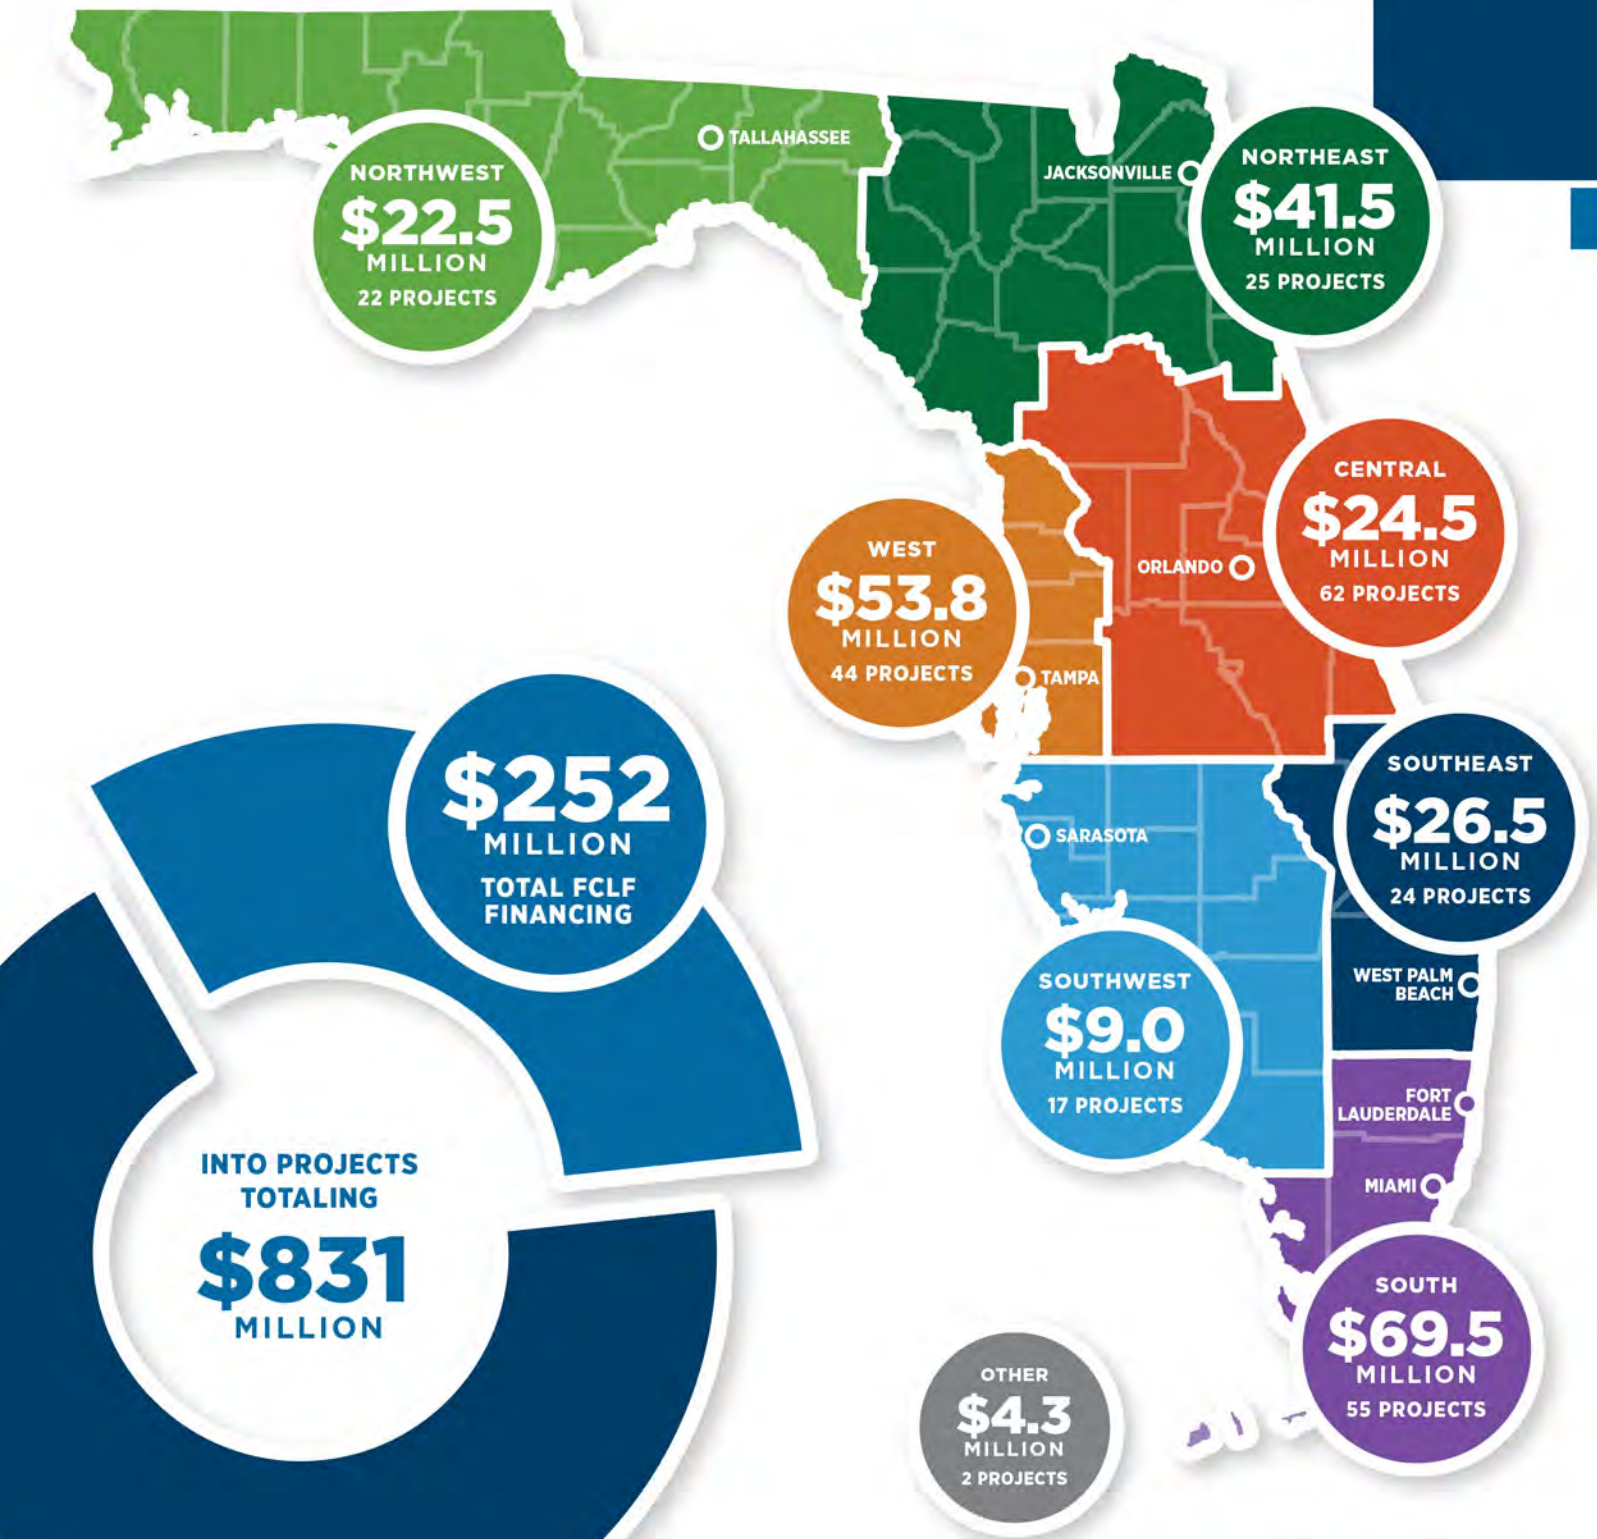 TALLAHASSEE
JACKSONVILLE
NORTHWEST
$22.5
MILLION
22 PROJECTS
NORTHEAST
$41.5
MILLION
25 PROJECTS
CENTRAL
$24.5
MILLION
62 PROJECTS
ORLANDO
WEST
$53.8
MILLION
44 PROJECTS
TAMPA
SOUTHEAST
$26.5
MILLION
24 PROJECTS
SARASOTA
WEST PALM
BEACH
SOUTHWEST
$9.0
MILLION
17 PROJECTS
FORT
LAUDERDALE
MIAMI
SOUTH
$69.5
MILLION
55 PROJECTS
OTHER
$4.3
MILLION
2 PROJECTS
$252
MILLION
TOTAL FCLF
FINANCING
INTO PROJECTS
TOTALING
$831
MILLION